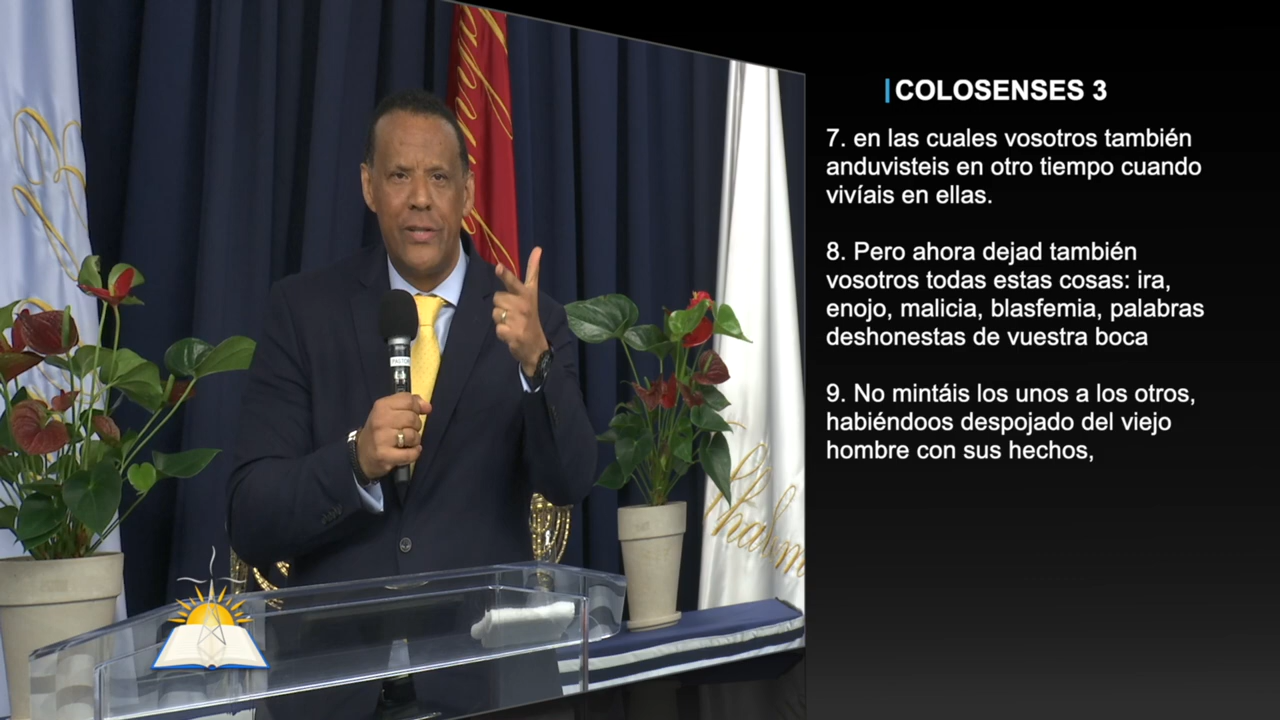 COLOSENSES 3
7. en las cuales vosotros también
anduvisteis en otro tiempo cuando
vivíais en ellas.
8. Pero ahora dejad también
vosotros todas estas cosas: ira,
enojo, malicia, blasfemia, palabras
deshonestas de vuestra boca
9. No mintáis los unos a los otros,
habiéndoos despojado del viejo
hombre con sus hechos,
PASTOR